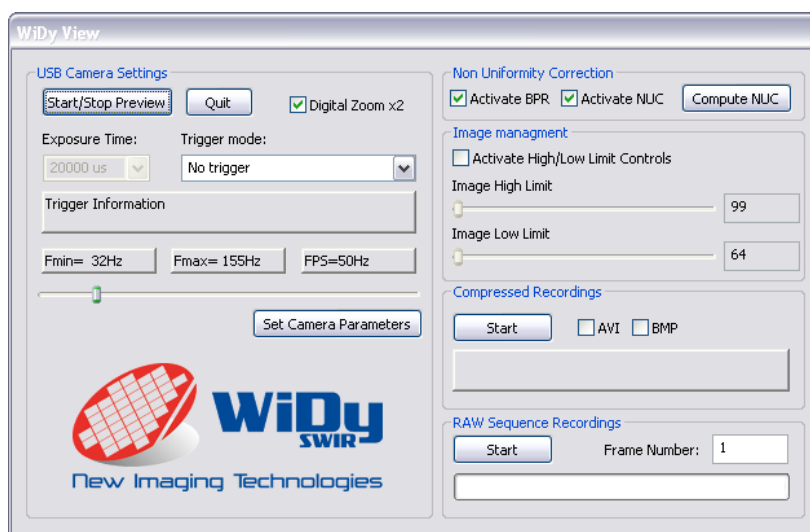 WiDy View
USB Camera Settings
Start/Stop Preview
Quit
Digital Zoom x2
Exposure Time:
Trigger mode:
20000 us
No trigger
Trigger Information
Fmin= 32Hz
Fmax= 155Hz
FPS=50Hz
Set Camera Parameters
WiDy
SWIR
New Imaging Technologies
Non Uniformity Correction
Activate BPR
Activate NUC
Compute NUC
Image managment
Activate High/Low Limit Controls
Image High Limit
99
Image Low Limit
64
Compressed Recordings
Start
AVI
BMP
RAW Sequence Recordings
Start
Frame Number:
1